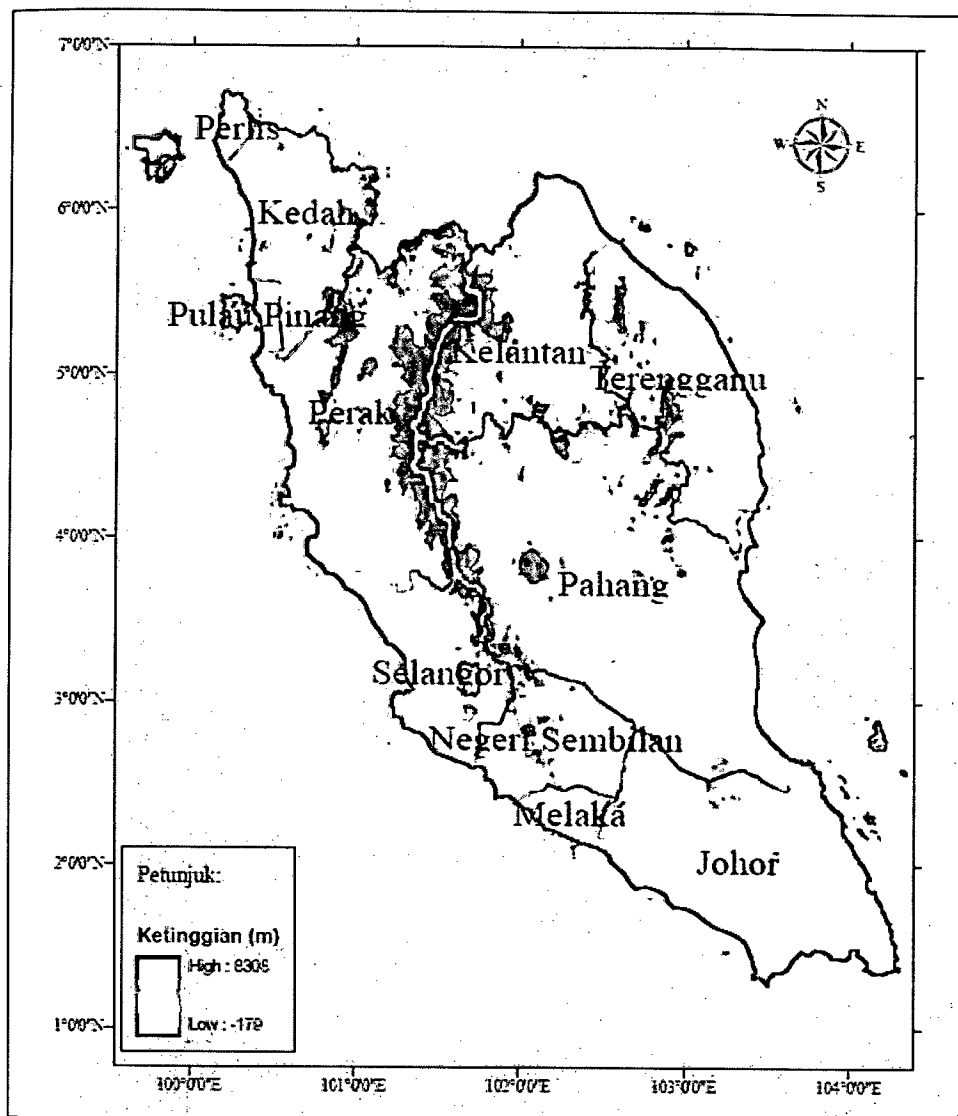 7°00'N
N
W
E
S
Perlis
6°00'N
Kedah
Pulau Pinang
Kelantan
5°00'N
Terengganu
Perak
4°00'N
Pahang
Selangor
3°00'N
Negeri Sembilan
Melaka
2°00'N
Johor
Petunjuk:
Ketinggian (m)
High : 8308
Low : -179
1°00'N
100°00'E
101°00'E
102°00'E
103°00'E
104°00'E